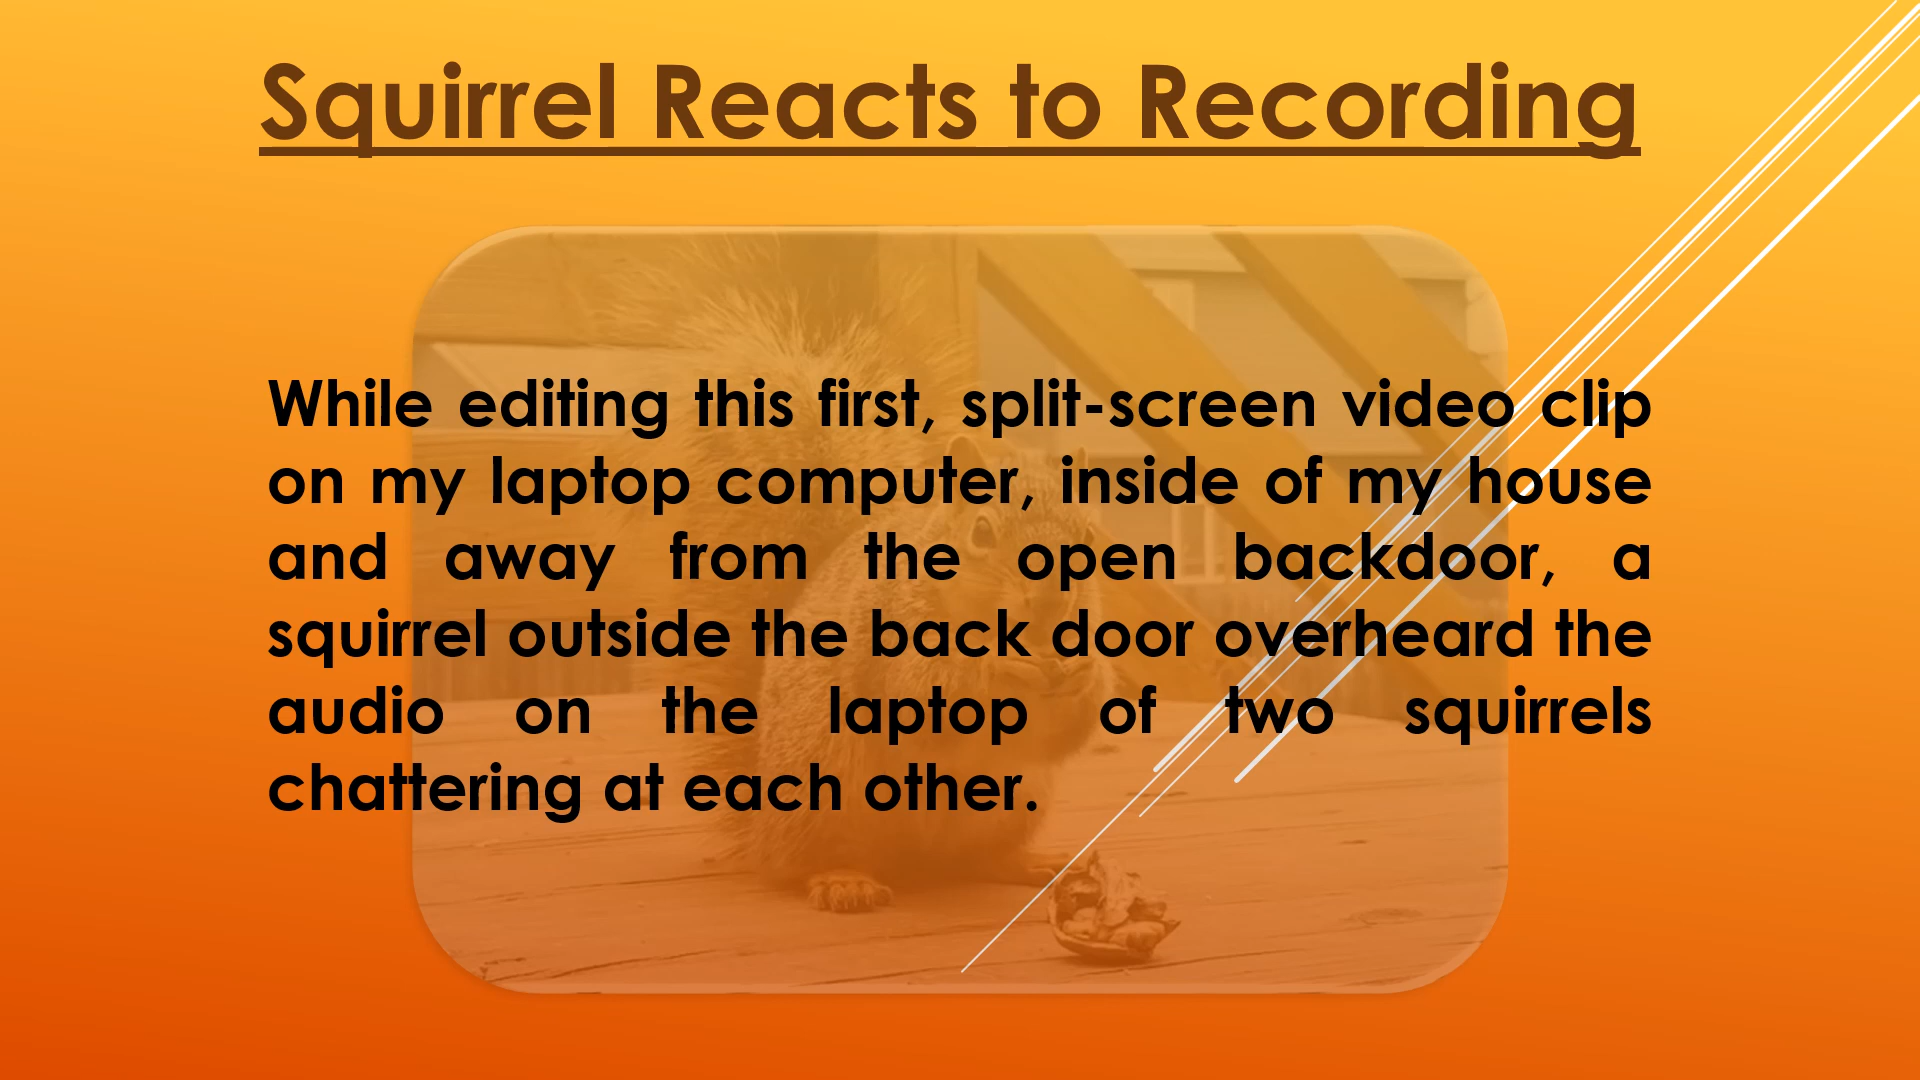 Squirrel Reacts to Recording
While editing this first, split-screen video clip
on my laptop computer, inside of my house
and away from the open backdoor, a
squirrel outside the back door overheard the
audio on the laptop of two squirrels
chattering at each other.